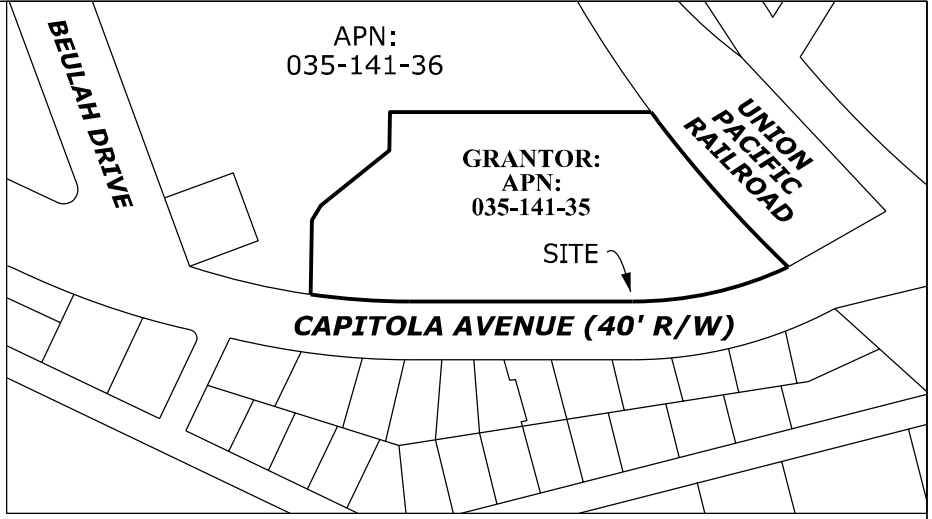 APN:
035-141-36
BEULAH DRIVE
UNION
PACIFIC
RAILROAD
GRANTOR:
APN:
035-141-35
SITE
CAPITOLA AVENUE (40' R/W)